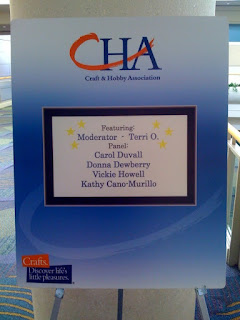 CHA
Craft & Hobby Association
Featuring:
Moderator - Terri O.
Panel:
Carol Duvall
Donna Dewberry
Vickie Howell
Kathy Cano-Murillo
Crafts.
Discover life's
little pleasures.